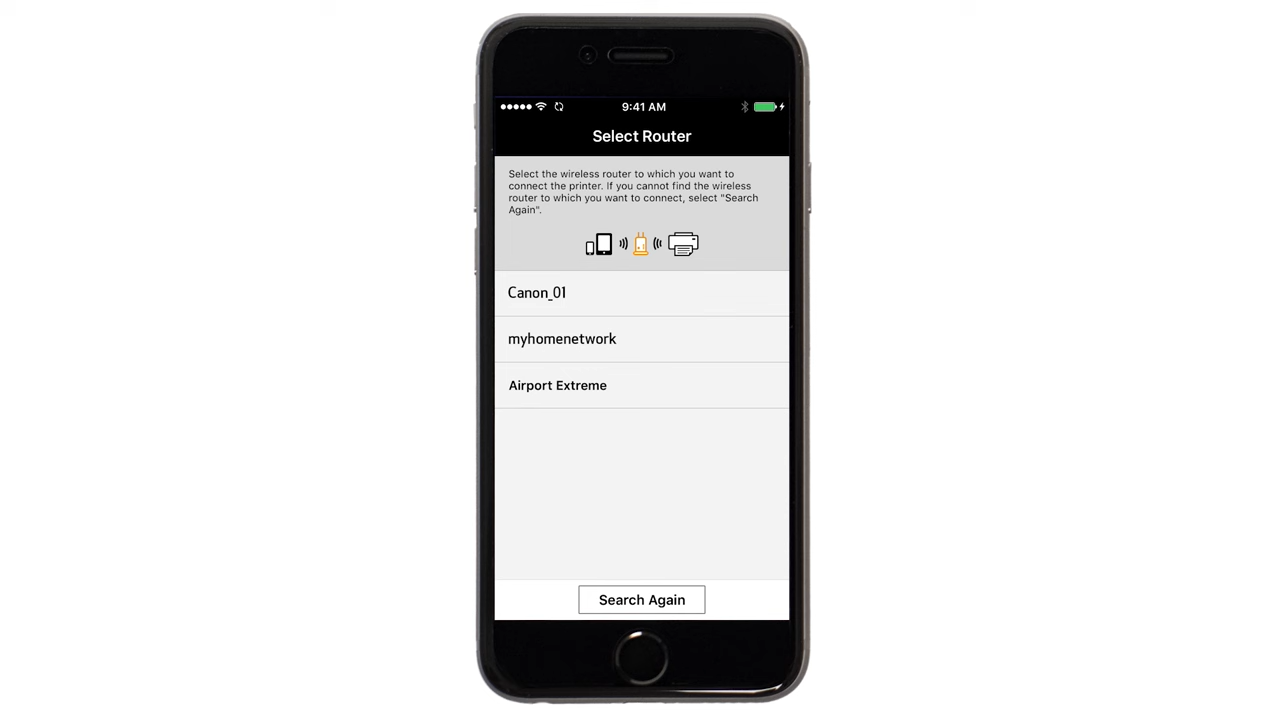 9:41 AM
Select Router
Select the wireless router to which you want to
connect the printer. If you cannot find the wireless
router to which you want to connect, select "Search
Again".
Canon_01
myhomenetwork
Airport Extreme
Search Again